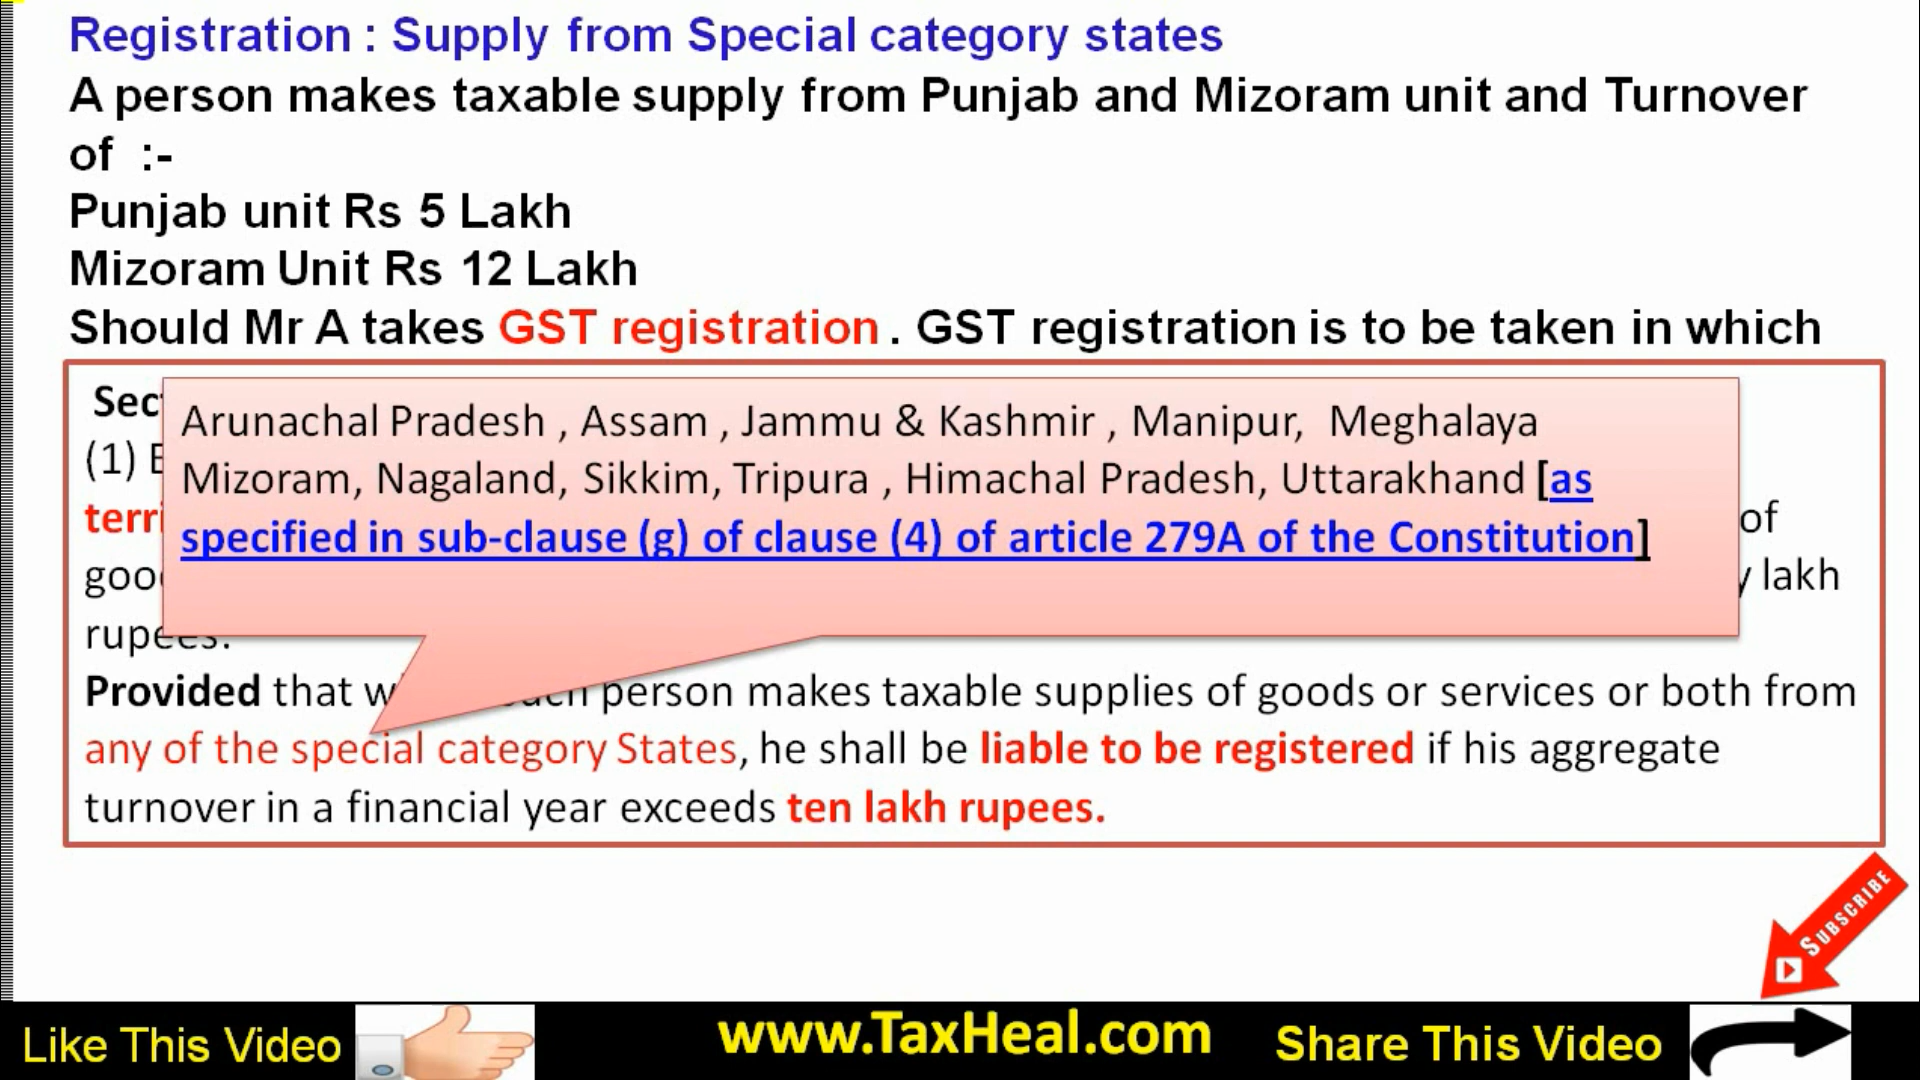 Registration : Supply from Special category states
A person makes taxable supply from Punjab and Mizoram unit and Turnover
of :-
Punjab unit Rs 5 Lakh
Mizoram Unit Rs 12 Lakh
Should Mr A takes GST registration . GST registration is to be taken in which
Sec
Arunachal Pradesh , Assam , Jammu & Kashmir , Manipur, Meghalaya
(1)
Mizoram, Nagaland, Sikkim, Tripura , Himachal Pradesh, Uttarakhand [as
terri of
specified in sub-clause (g) of clause (4) of article 279A of the Constitution]
goo lakh
rupees.
Provided that person makes taxable supplies of goods or services or both from
any of the special category States, he shall be liable to be registered if his aggregate
turnover in a financial year exceeds ten lakh rupees.
SUBSCRIBE
Like This Video www.TaxHeal.com Share This Video